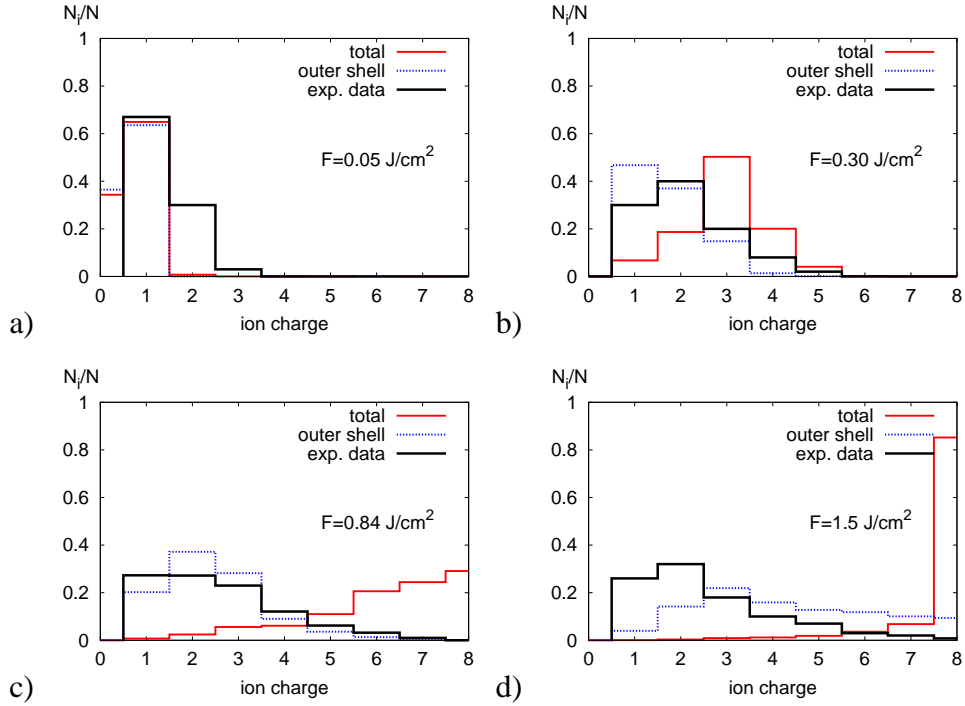 N_i/N
1
0.8
0.6
0.4
0.2
0
total
outer shell
exp. data
F=0.05 J/cm^2
0 1 2 3 4 5 6 7 8
ion charge
a)
N_i/N
1
0.8
0.6
0.4
0.2
0
total
outer shell
exp. data
F=0.30 J/cm^2
0 1 2 3 4 5 6 7 8
ion charge
b)
N_i/N
1
0.8
0.6
0.4
0.2
0
total
outer shell
exp. data
F=0.84 J/cm^2
0 1 2 3 4 5 6 7 8
ion charge
c)
N_i/N
1
0.8
0.6
0.4
0.2
0
total
outer shell
exp. data
F=1.5 J/cm^2
0 1 2 3 4 5 6 7 8
ion charge
d)